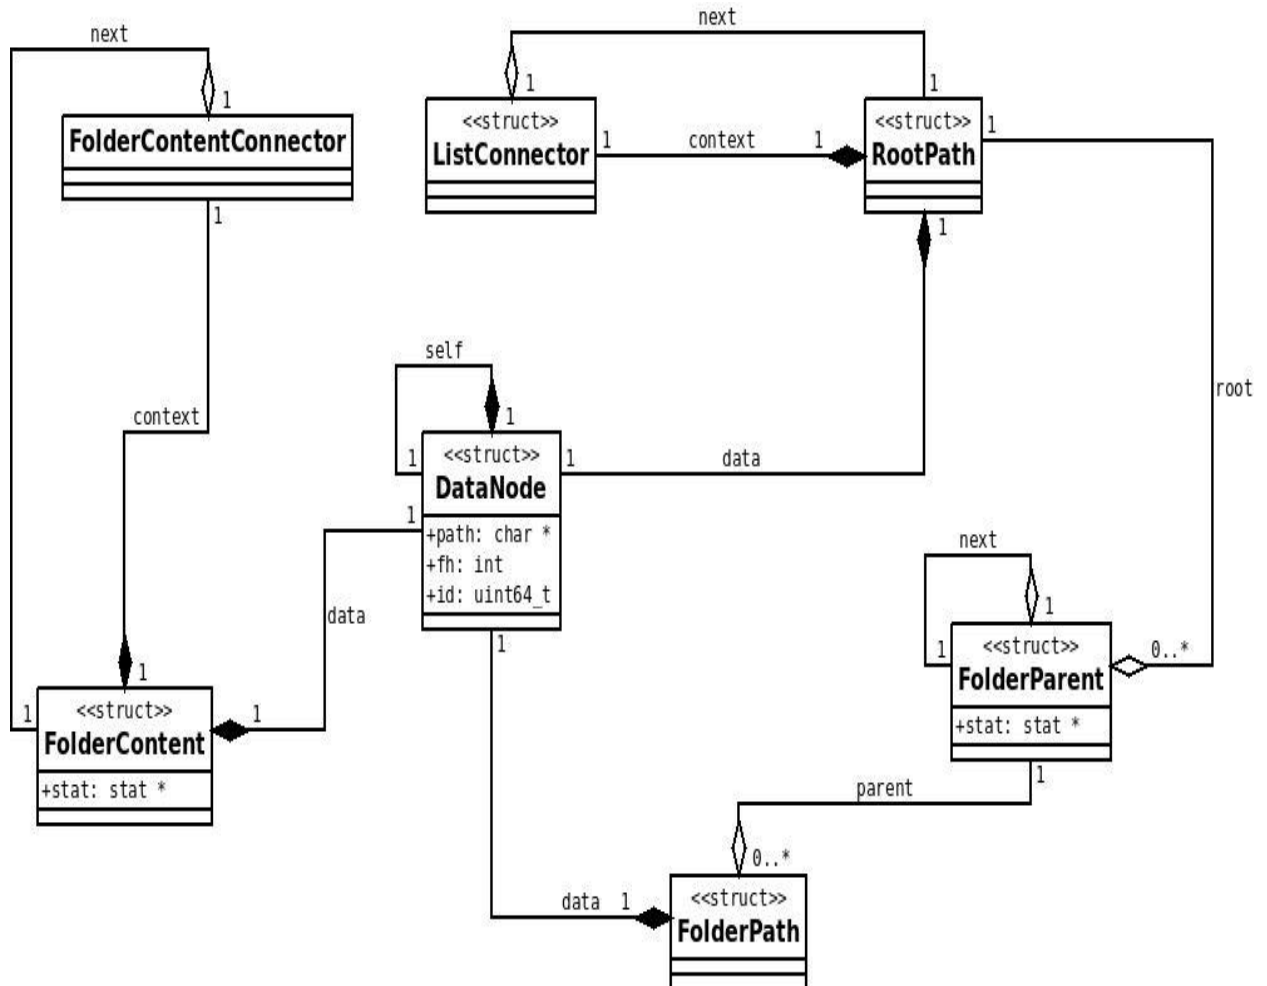 next
1
FolderContentConnector
1
context
1
1
<<struct>>
FolderContent
+stat: stat *
1
data
next
1
1
<<struct>>
ListConnector
1
context
1
<<struct>>
RootPath
1
1
root
self
1
1
<<struct>>
DataNode
+path: char *
+fh: int
+id: uint64_t
1
data
1
1
next
1
1
<<struct>>
FolderParent
+stat: stat *
0..*
1
parent
0..*
data 1
<<struct>>
FolderPath